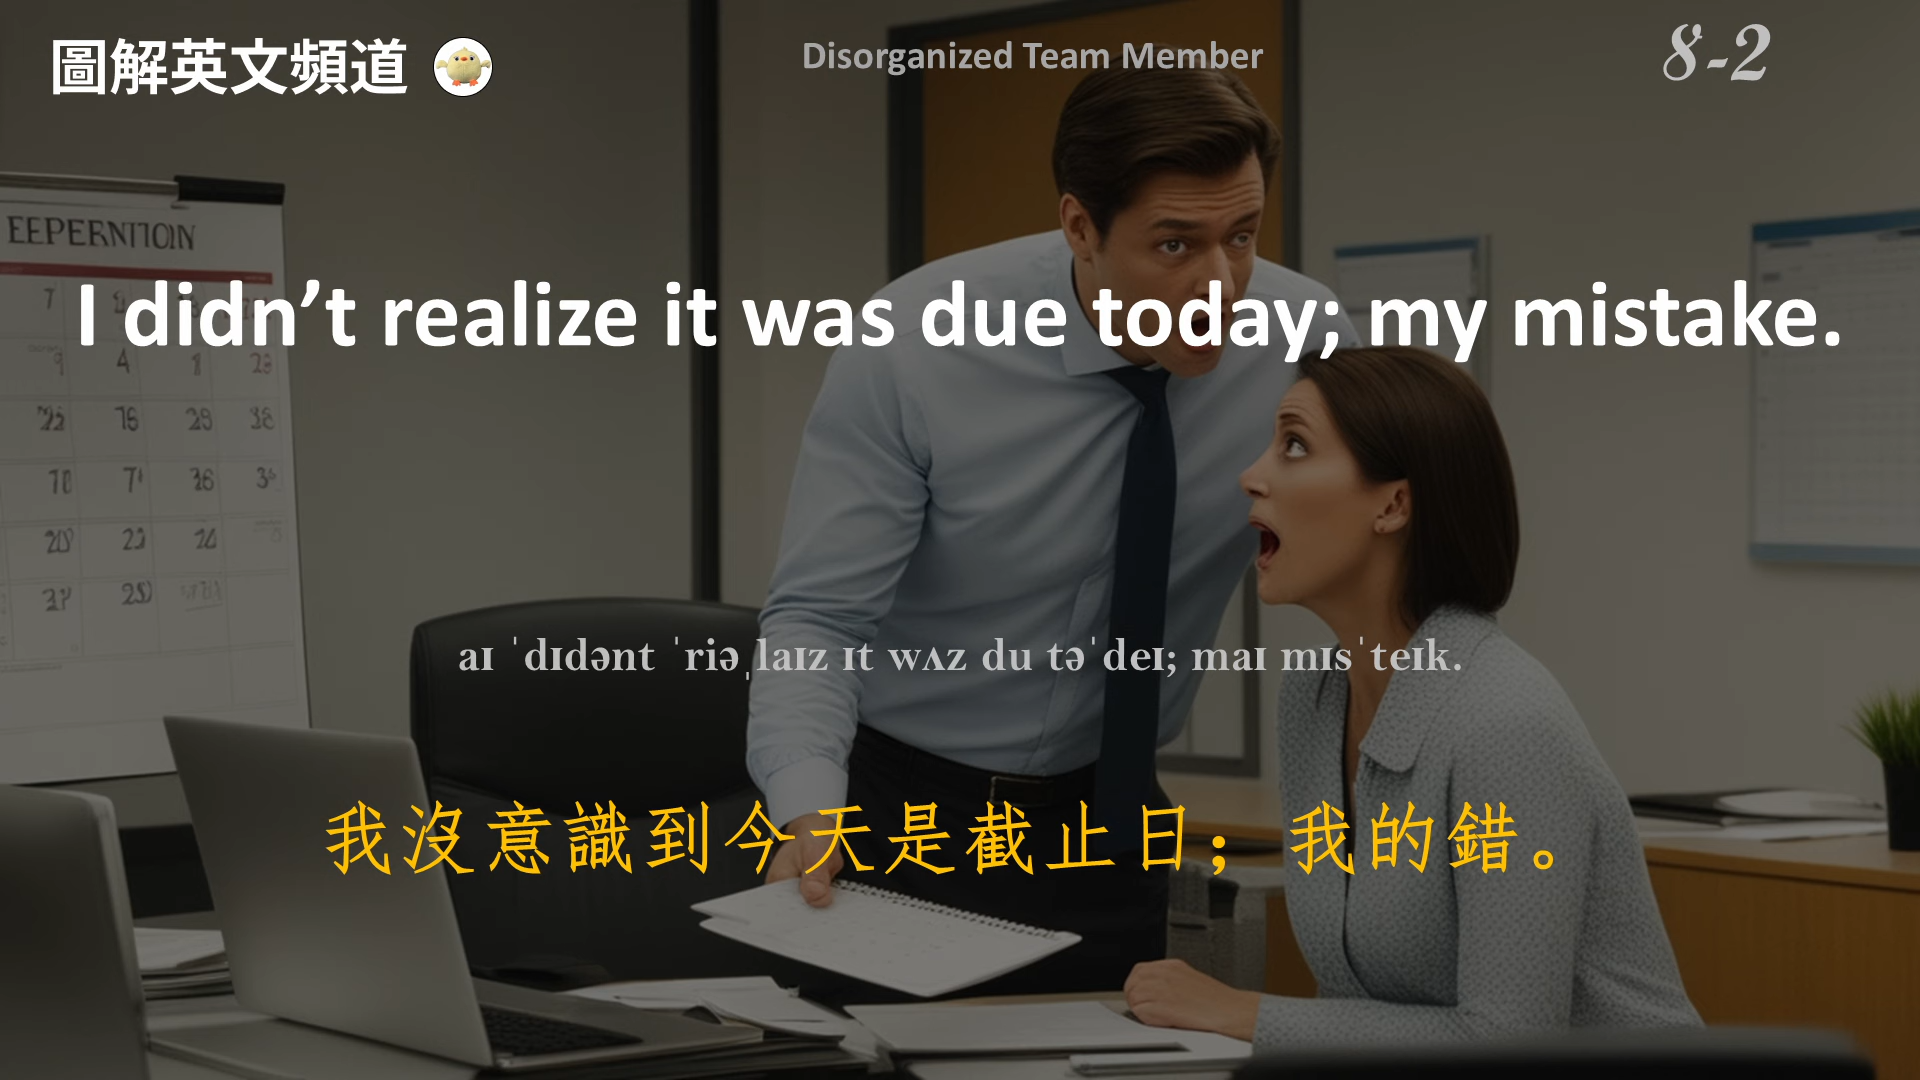 圖解英文頻道
Disorganized Team Member
8-2
EEPERNTION
I didn’t realize it was due today; my mistake.
aɪ ˈdɪdənt ˈriəˌlaɪz ɪt wʌz du təˈdeɪ; maɪ mɪsˈteɪk.
我沒意識到今天是截止日；我的錯。